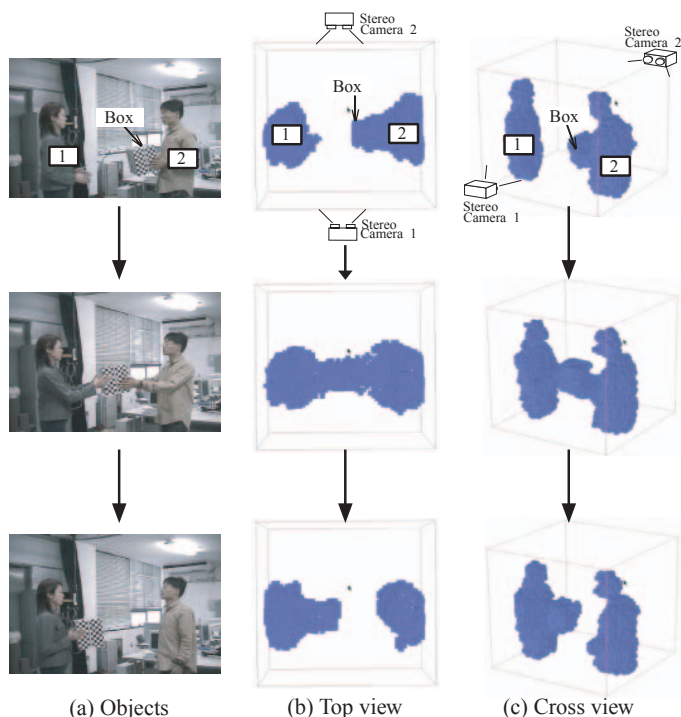 Stereo
Camera 2
Stereo
Camera 2
Box
Box
Box
1
2
1
2
1
2
Stereo
Camera 1
Stereo
Camera 1
(a) Objects
(b) Top view
(c) Cross view